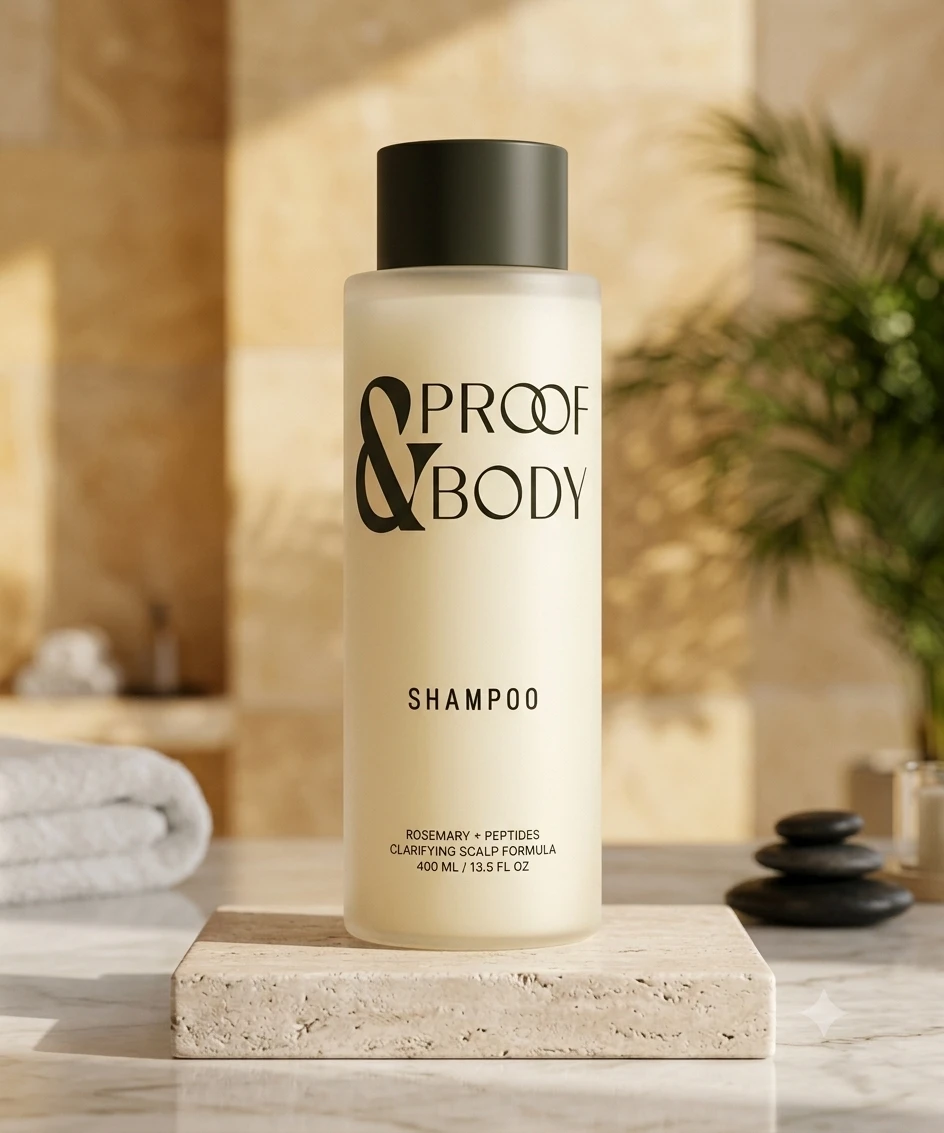 & PROOF
BODY
SHAMPOO
ROSEMARY + PEPTIDES
CLARIFYING SCALP FORMULA
400 ML / 13.5 FL OZ